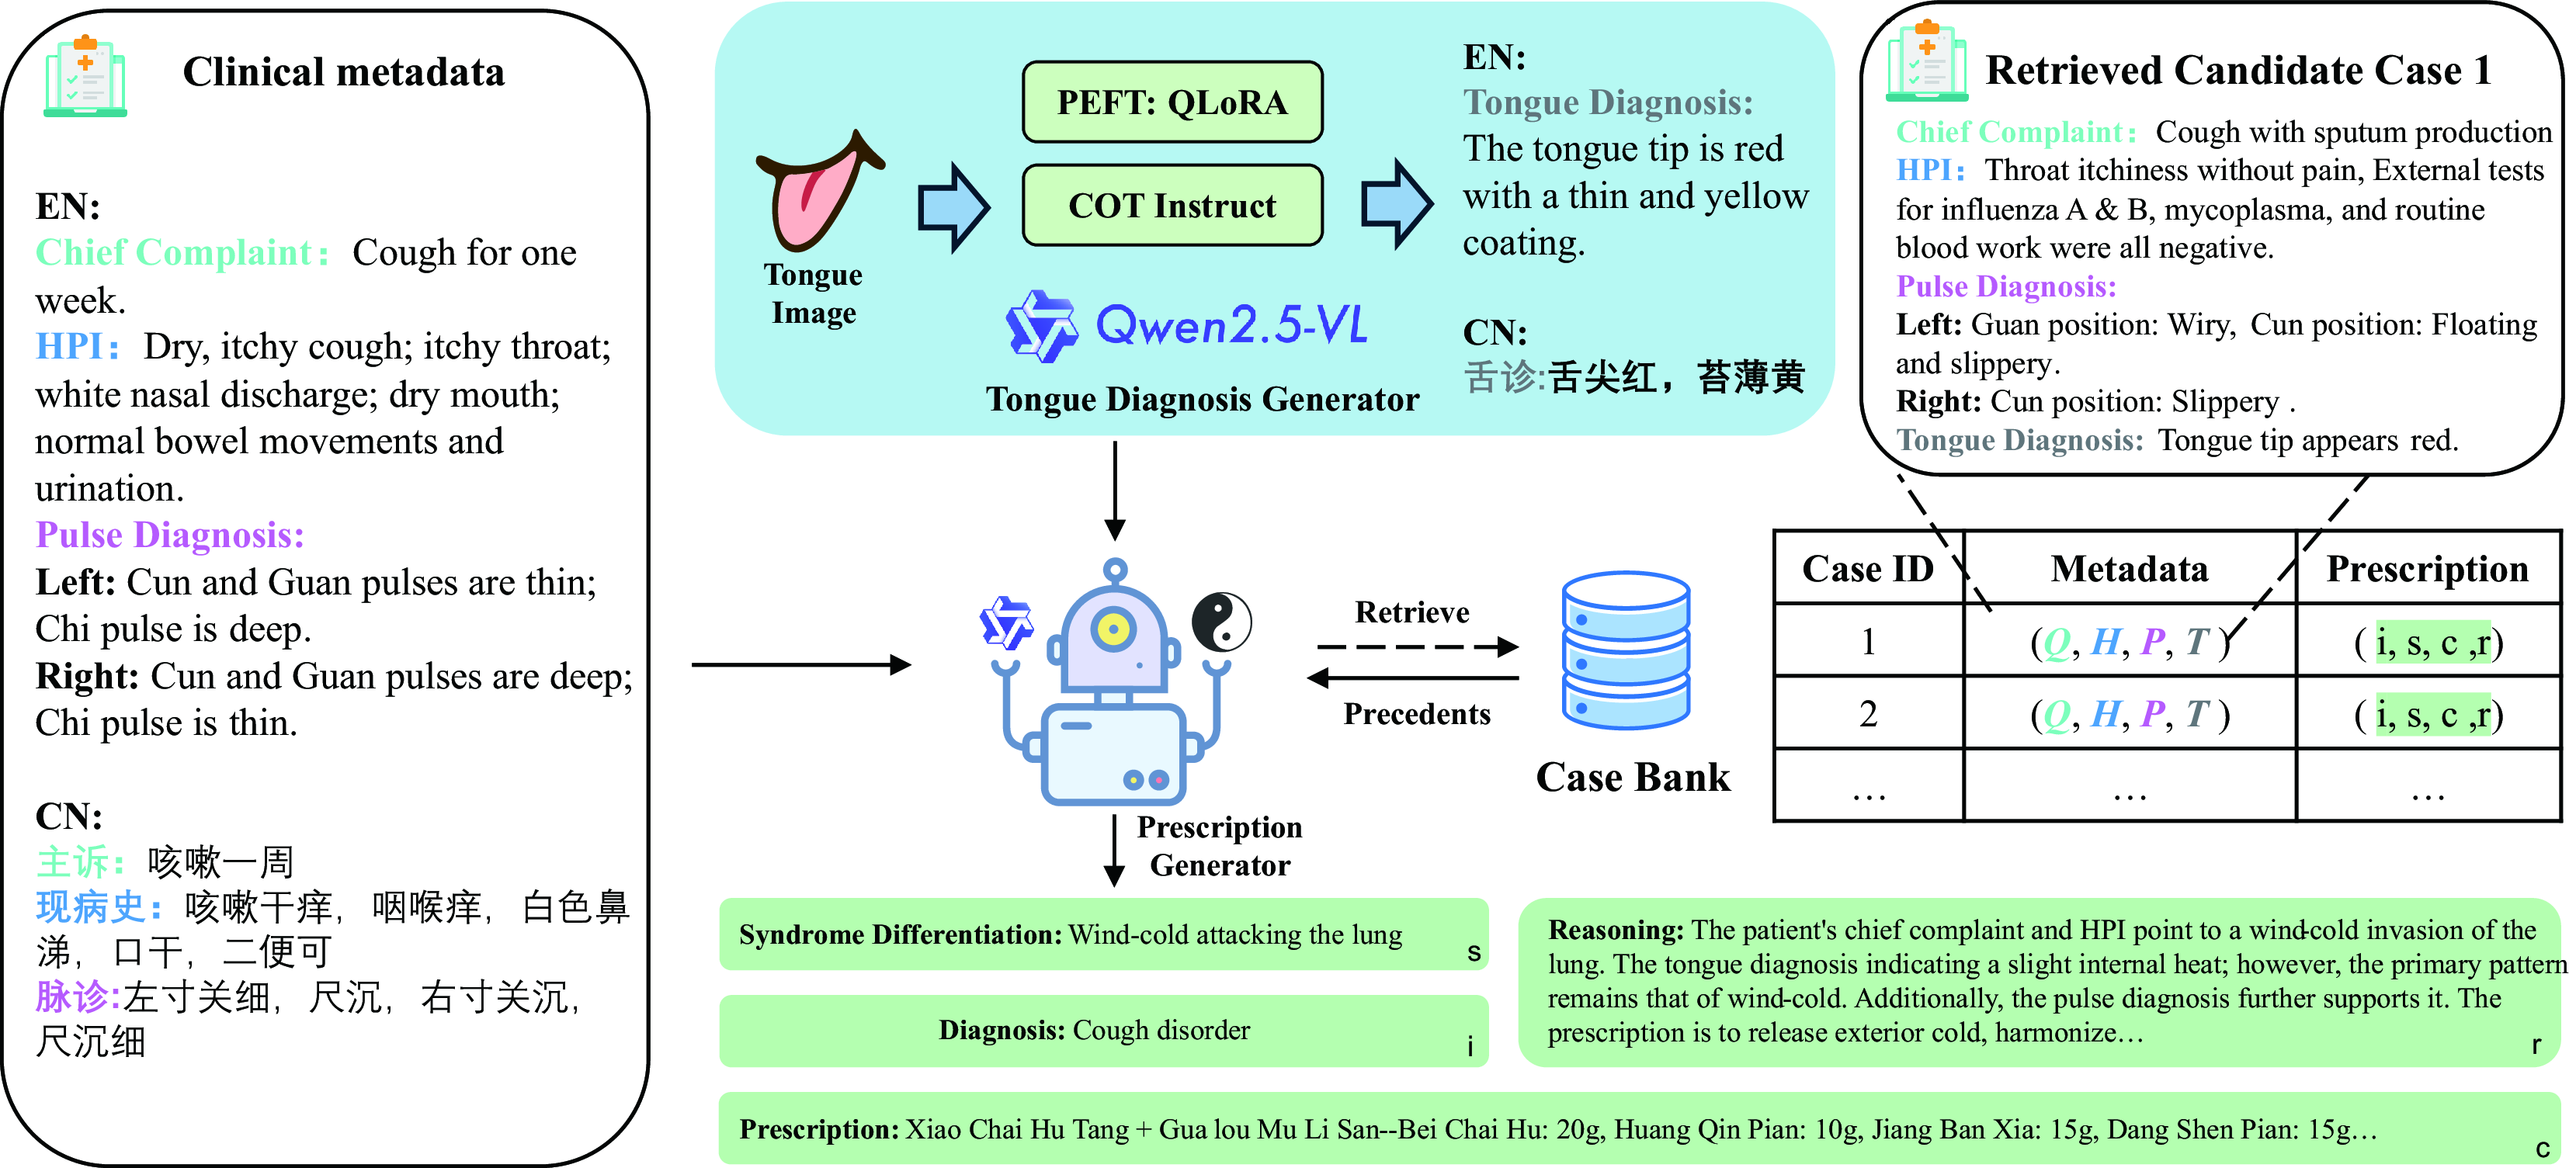 Clinical metadata
EN:
Chief Complaint： Cough for one
week.
HPI： Dry, itchy cough; itchy throat;
white nasal discharge; dry mouth;
normal bowel movements and
urination.
Pulse Diagnosis:
Left: Cun and Guan pulses are thin;
Chi pulse is deep.
Right: Cun and Guan pulses are deep;
Chi pulse is thin.
CN:
主诉：咳嗽一周
现病史：咳嗽干痒，咽喉痒，白色鼻
涕，口干，二便可
脉诊:左寸关细，尺沉，右寸关沉，
尺沉细
Tongue
Image
PEFT: QLoRA
COT Instruct
Qwen2.5-VL
Tongue Diagnosis Generator
EN:
Tongue Diagnosis:
The tongue tip is red
with a thin and yellow
coating.
CN:
舌诊:舌尖红，苔薄黄
Retrieved Candidate Case 1
Chief Complaint： Cough with sputum production
HPI： Throat itchiness without pain, External tests
for influenza A & B, mycoplasma, and routine
blood work were all negative.
Pulse Diagnosis:
Left: Guan position: Wiry, Cun position: Floating
and slippery.
Right: Cun position: Slippery .
Tongue Diagnosis: Tongue tip appears red.
Retrieve
Precedents
Case Bank
Prescription
Generator
Case ID Metadata Prescription
1 (Q, H, P, T ) ( i, s, c ,r)
2 (Q, H, P, T ) ( i, s, c ,r)
… … …
Syndrome Differentiation: Wind-cold attacking the lung
s
Diagnosis: Cough disorder
i
Reasoning: The patient's chief complaint and HPI point to a wind-cold invasion of the
lung. The tongue diagnosis indicating a slight internal heat; however, the primary pattern
remains that of wind-cold. Additionally, the pulse diagnosis further supports it. The
prescription is to release exterior cold, harmonize…
r
Prescription: Xiao Chai Hu Tang + Gua lou Mu Li San--Bei Chai Hu: 20g, Huang Qin Pian: 10g, Jiang Ban Xia: 15g, Dang Shen Pian: 15g…
c